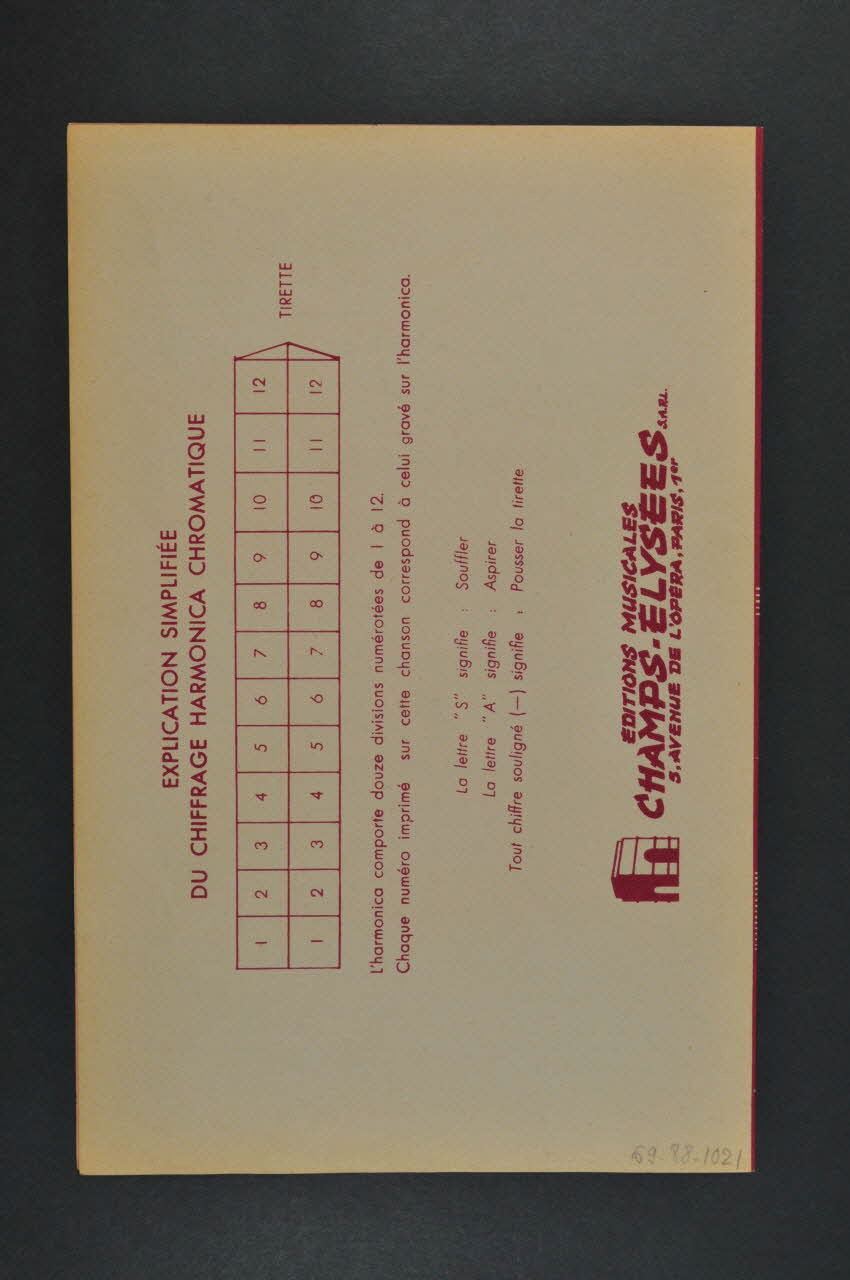 EXPLICATION SIMPLIFIÉE
DU CHIFFRAGE HARMONICA CHROMATIQUE
1 2 3 4 5 6 7 8 9 10 11 12
1 2 3 4 5 6 7 8 9 10 11 12
TIRETTE
L'harmonica comporte douze divisions numérotées de 1 à 12.
Chaque numéro imprimé sur cette chanson correspond à celui gravé sur l'harmonica.
La lettre "S" signifie : Souffler
La lettre "A" signifie : Aspirer
Tout chiffre souligné (—) signifie : Pousser la tirette
ÉDITIONS MUSICALES
CHAMPS-ÉLYSÉES S.A.R.L.
5, AVENUE DE L'OPÉRA, PARIS, 1er
69-88-1021